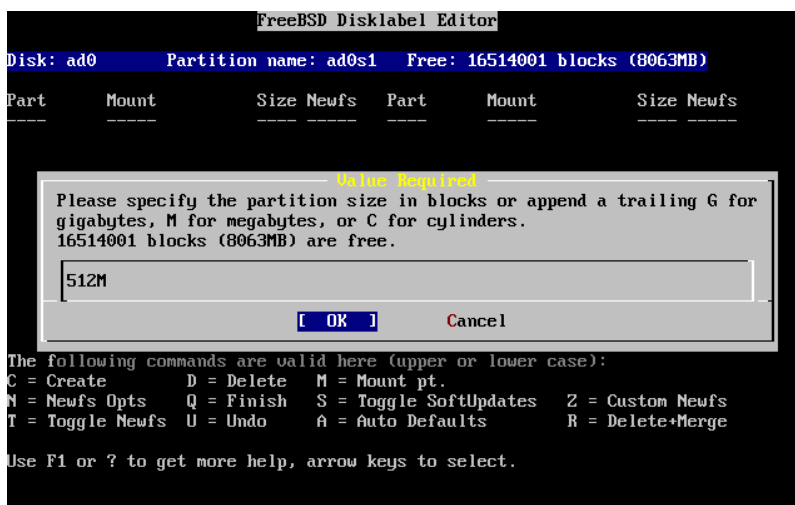 FreeBSD Disklabel Editor
Disk: ad0 Partition name: ad0s1 Free: 16514001 blocks (8063MB)
Part Mount Size Newfs Part Mount Size Newfs
---- ----- ---- ----- ---- ----- ---- -----
Value Required
Please specify the partition size in blocks or append a trailing G for
gigabytes, M for megabytes, or C for cylinders.
16514001 blocks (8063MB) are free.
512M
[ OK ] Cancel
The following commands are valid here (upper or lower case):
C = Create D = Delete M = Mount pt.
N = Newfs Opts Q = Finish S = Toggle SoftUpdates Z = Custom Newfs
T = Toggle Newfs U = Undo A = Auto Defaults R = Delete+Merge
Use F1 or ? to get more help, arrow keys to select.